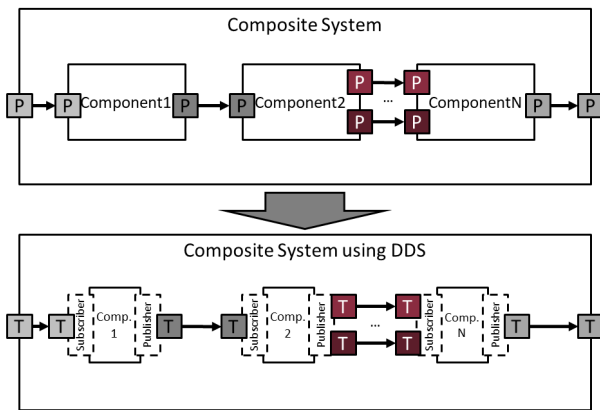 Composite System
P P Component1 P P Component2 P P ComponentN P P
...
P P
Composite System using DDS
T T Subscriber Comp. 1 Publisher T T Subscriber Comp. 2 Publisher T T Subscriber Comp. N Publisher T T
...
T T